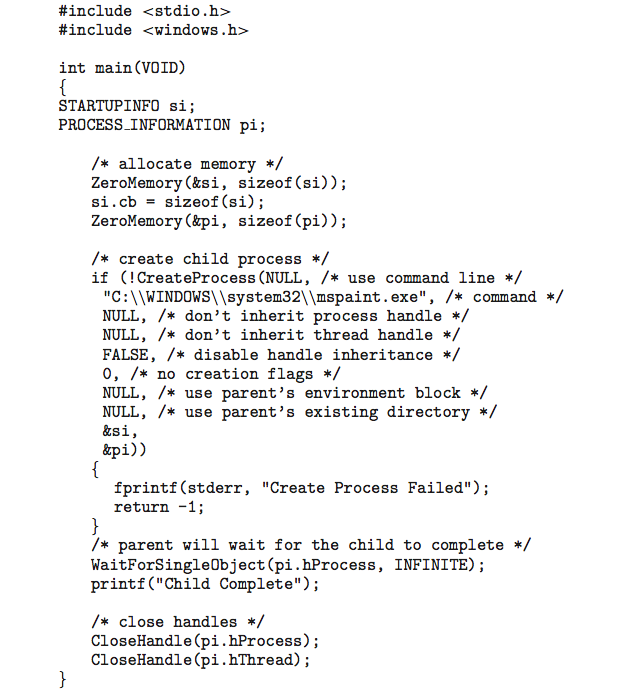 #include <stdio.h>
#include <windows.h>
int main(VOID)
{
STARTUPINFO si;
PROCESS_INFORMATION pi;
/* allocate memory */
ZeroMemory(&si, sizeof(si));
si.cb = sizeof(si);
ZeroMemory(&pi, sizeof(pi));
/* create child process */
if (!CreateProcess(NULL, /* use command line */
"C:\\WINDOWS\\system32\\mspaint.exe", /* command */
NULL, /* don't inherit process handle */
NULL, /* don't inherit thread handle */
FALSE, /* disable handle inheritance */
0, /* no creation flags */
NULL, /* use parent's environment block */
NULL, /* use parent's existing directory */
&si,
&pi))
{
fprintf(stderr, "Create Process Failed");
return -1;
}
/* parent will wait for the child to complete */
WaitForSingleObject(pi.hProcess, INFINITE);
printf("Child Complete");
/* close handles */
CloseHandle(pi.hProcess);
CloseHandle(pi.hThread);
}